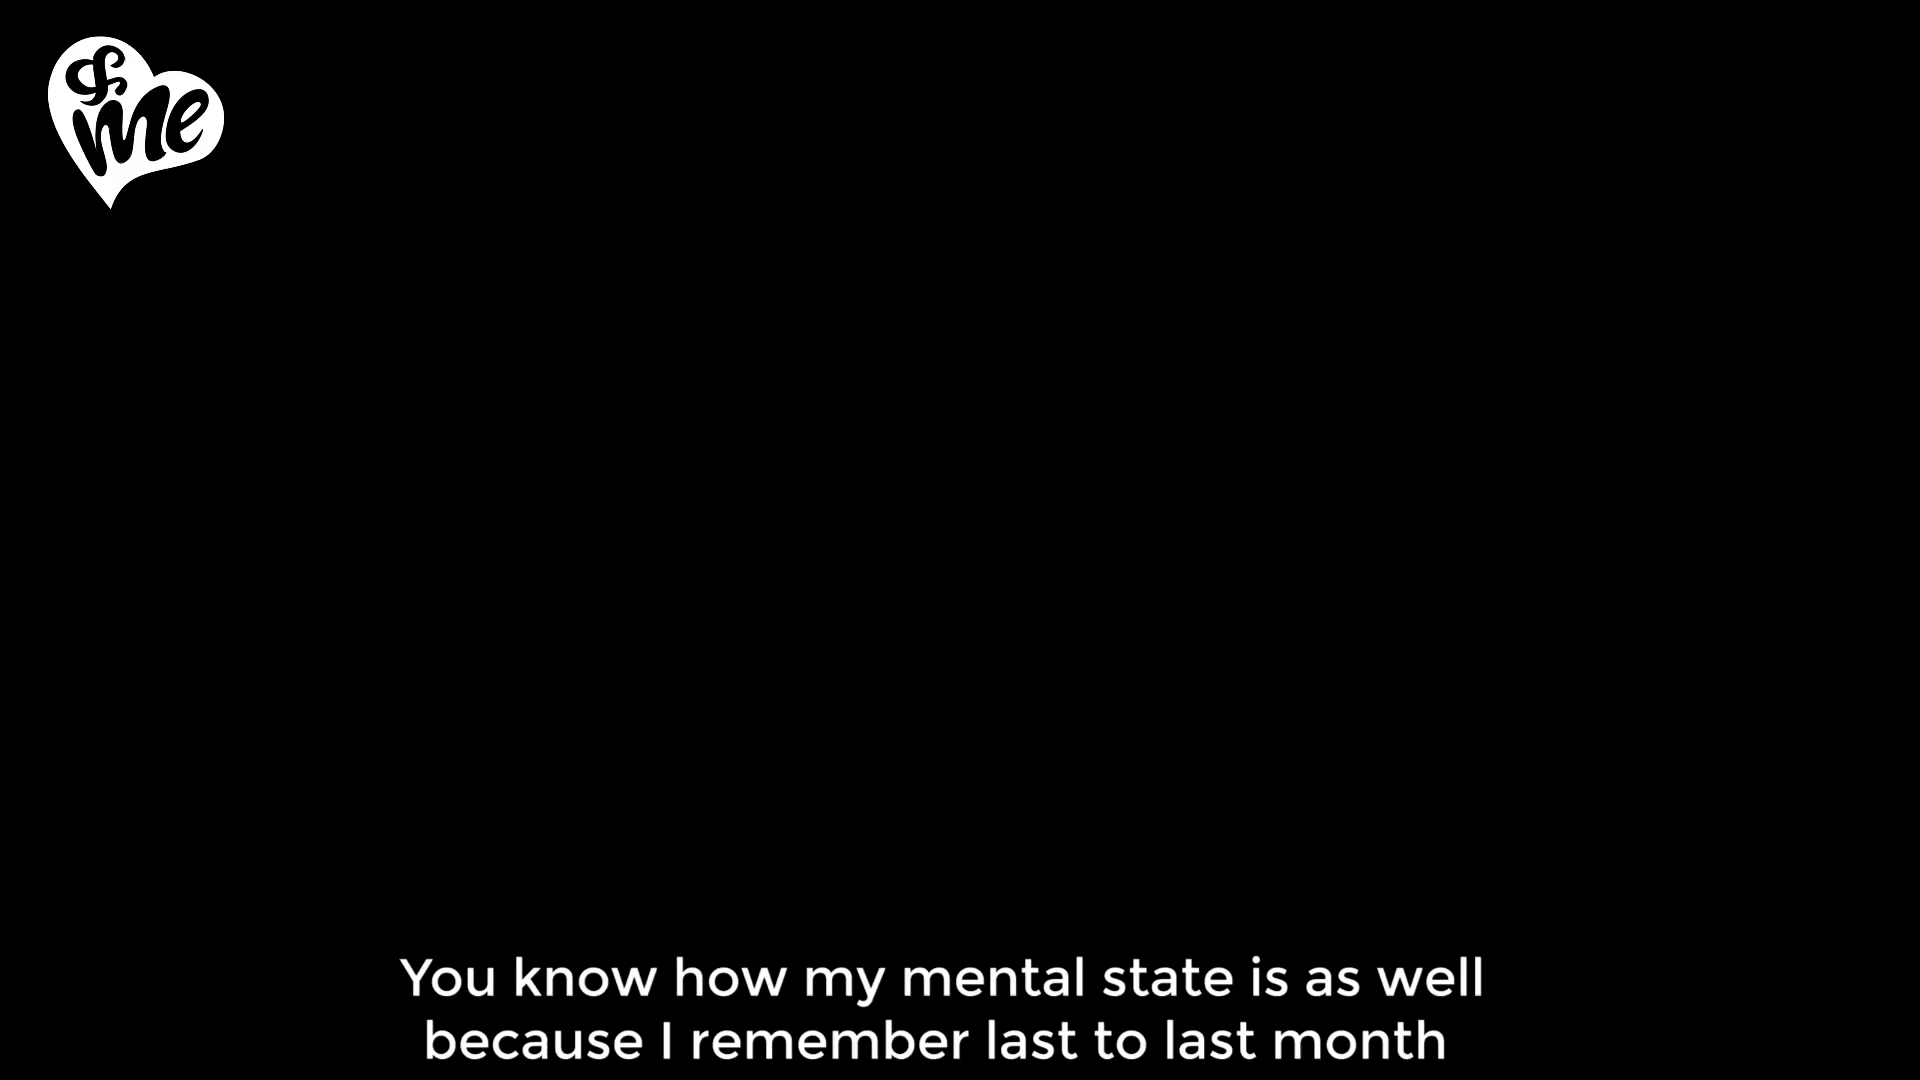 &
me
You know how my mental state is as well
because I remember last to last month